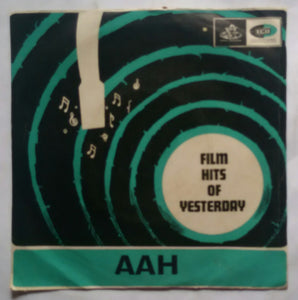 FILM
HITS
OF
YESTERDAY
AAH